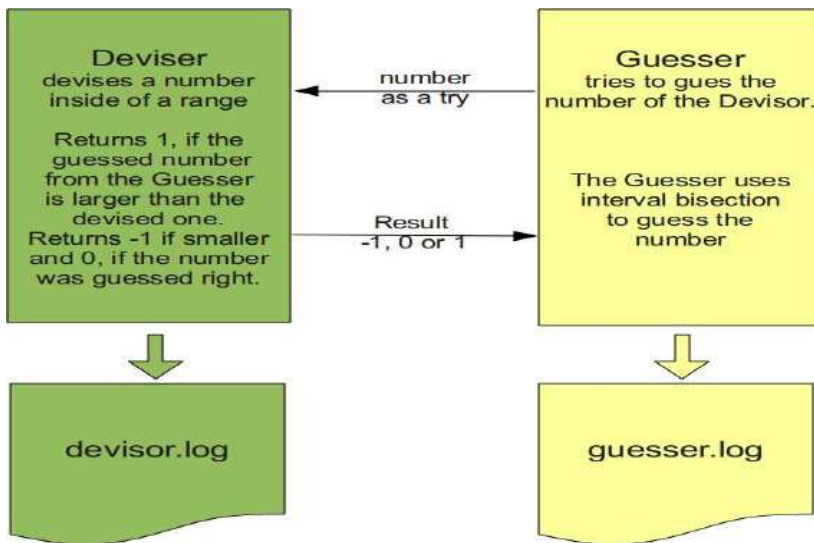 Deviser
devises a number
inside of a range
Returns 1, if the
guessed number
from the Guesser
is larger than the
devised one.
Returns -1 if smaller
and 0, if the number
was guessed right.
number
as a try
Result
-1, 0 or 1
Guesser
tries to gues the
number of the Devisor.
The Guesser uses
interval bisection
to guess the
number
devisor.log
guesser.log